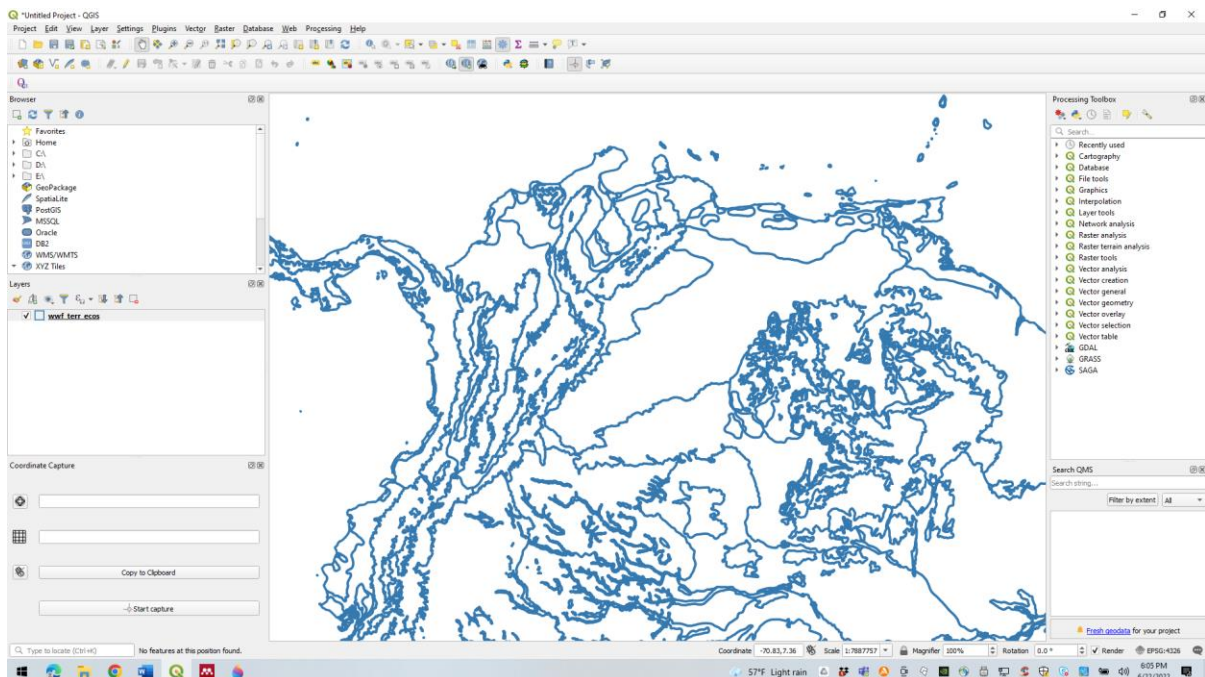 *Untitled Project - QGIS
Project Edit View Layer Settings Plugins Vector Raster Database Web Processing Help
Browser
Favorites
Home
C:\
D:\
E:\
GeoPackage
SpatiaLite
PostGIS
MSSQL
Oracle
DB2
WMS/WMTS
XYZ Tiles
Layers
wwf_terr_ecos
Coordinate Capture
Copy to Clipboard
Start capture
Processing Toolbox
Search...
Recently used
Cartography
Database
File tools
Graphics
Interpolation
Layer tools
Network analysis
Raster analysis
Raster terrain analysis
Raster tools
Vector analysis
Vector creation
Vector general
Vector geometry
Vector overlay
Vector selection
Vector table
GDAL
GRASS
SAGA
Search QMS
Search string...
Filter by extent All
Fresh geodata for your project
Type to locate (Ctrl+K) No features at this position found. Coordinate -70.83,7.36 Scale 1:7887757 Magnifier 100% Rotation 0.0 ° Render EPSG:4326
57°F Light rain 6:05 PM